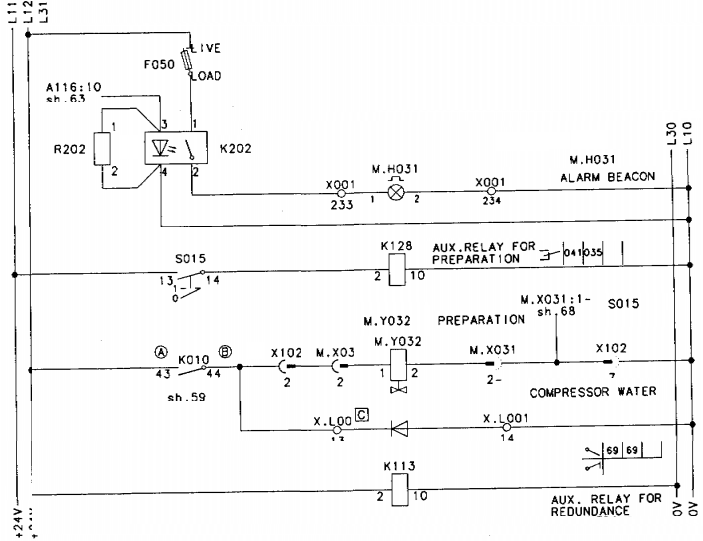 L11
L12
L31
LIVE
F050
LOAD
A116:10
sh.63
3
1
1
R202
K202
2
4
2
L30
L10
M.H031
M.H031
ALARM BEACON
X001
233
1
2
X001
234
S015
13
14
1
0
K128
2
10
AUX.RELAY FOR
PREPARATION
041
035
M.X031:1-
sh.68
S015
M.Y032
PREPARATION
A
B
K010
43
44
sh.59
X102
2
M.X03
2
M.Y032
1
2
M.X031
2-
X102
COMPRESSOR WATER
X.L00
C
X.L001
14
69
69
K113
2
10
AUX. RELAY FOR
REDUNDANCE
+24V
0V
0V